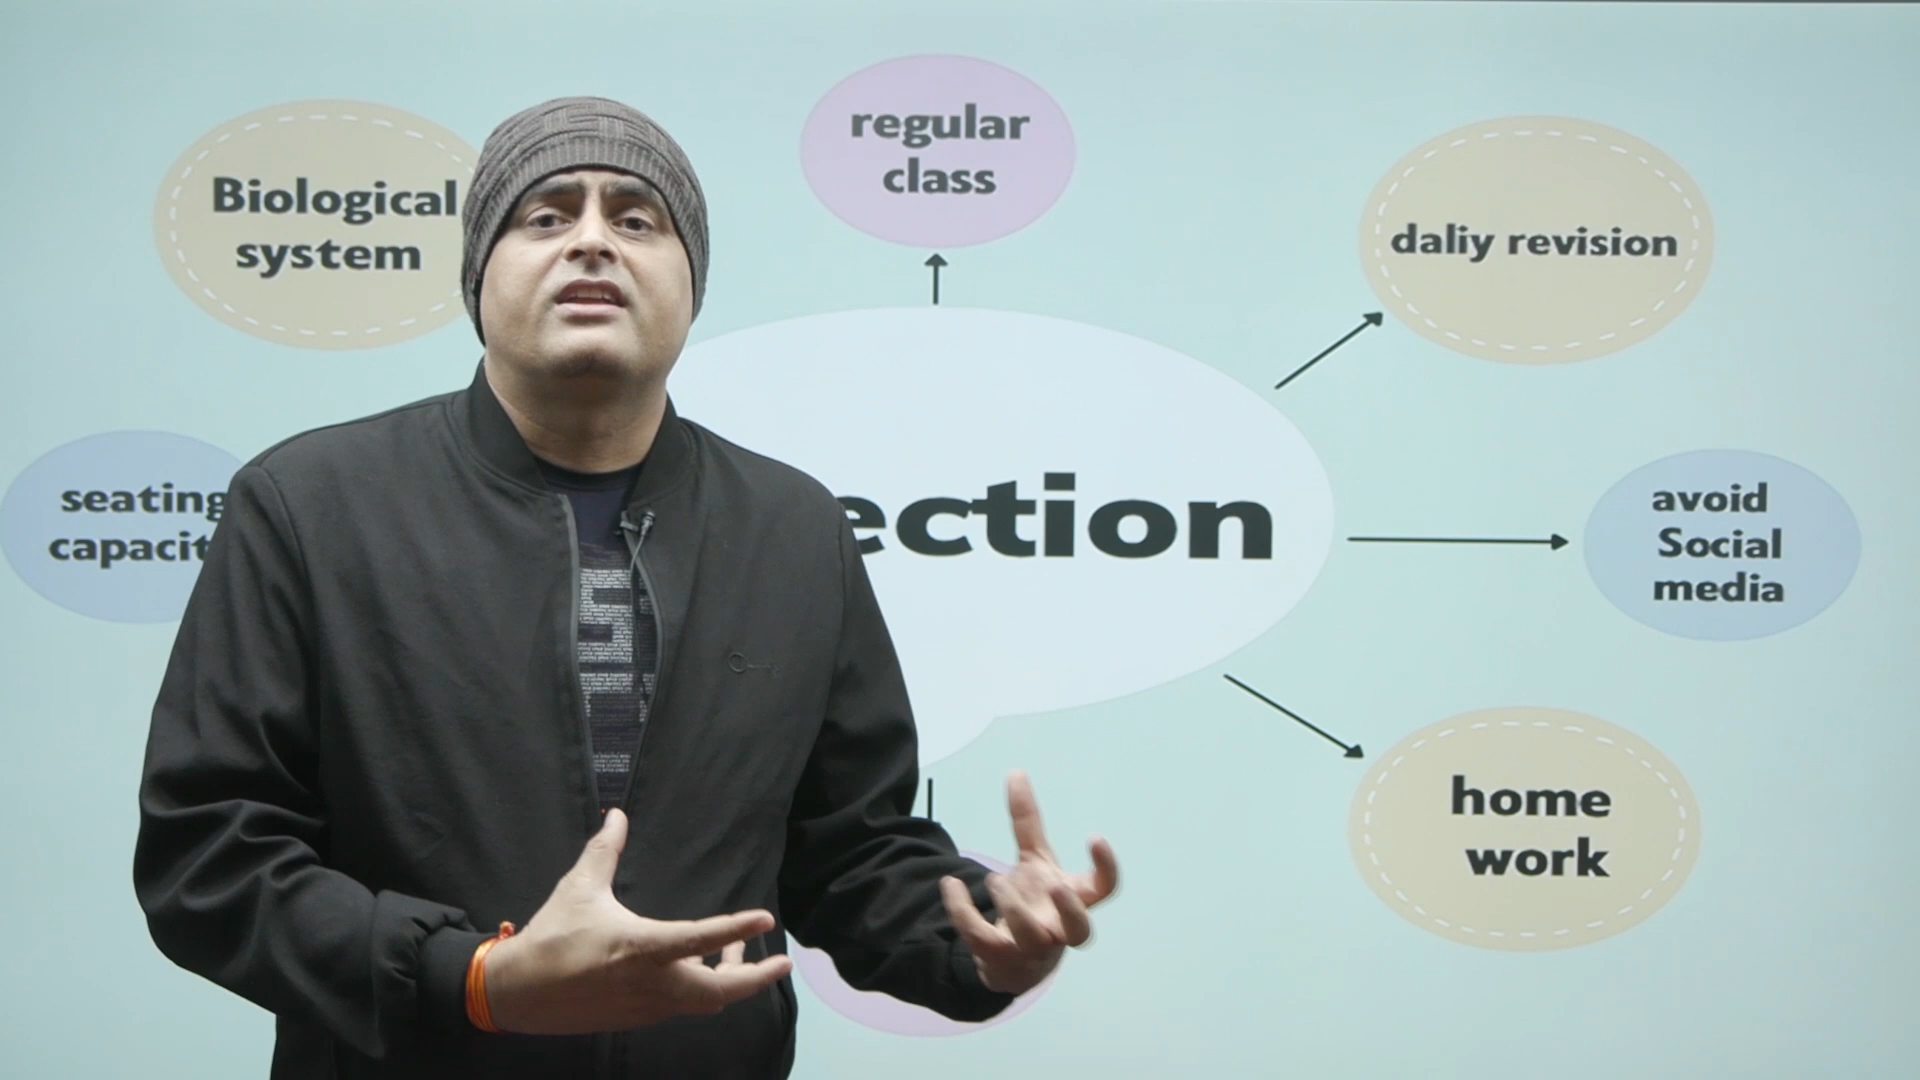 regular
class
Biological
system
daliy revision
seating
capacit
ection
avoid
Social
media
home
work